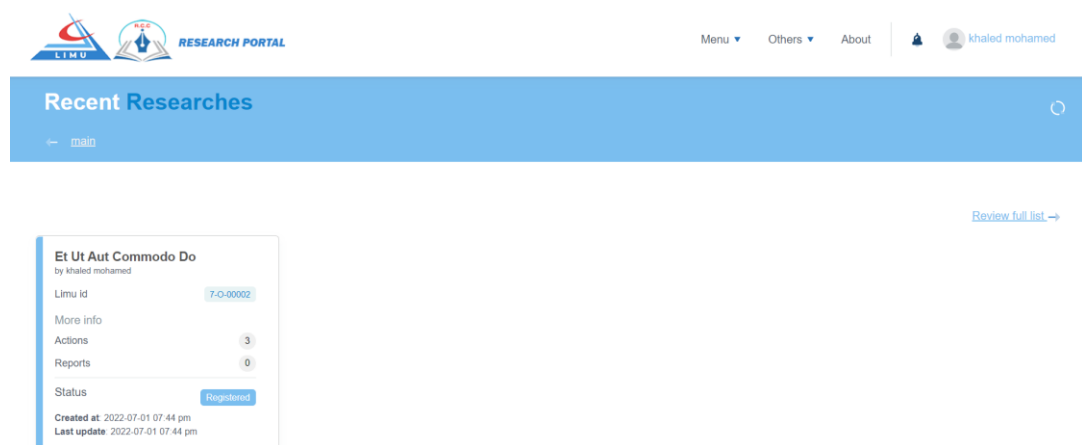 LIMU
R.C.C
RESEARCH PORTAL
Menu ▼ Others ▼ About khaled mohamed
Recent Researches
← main
Review full list →
Et Ut Aut Commodo Do
by khaled mohamed
Limu id 7-O-00002
More info
Actions 3
Reports 0
Status Registered
Created at: 2022-07-01 07:44 pm
Last update: 2022-07-01 07:44 pm